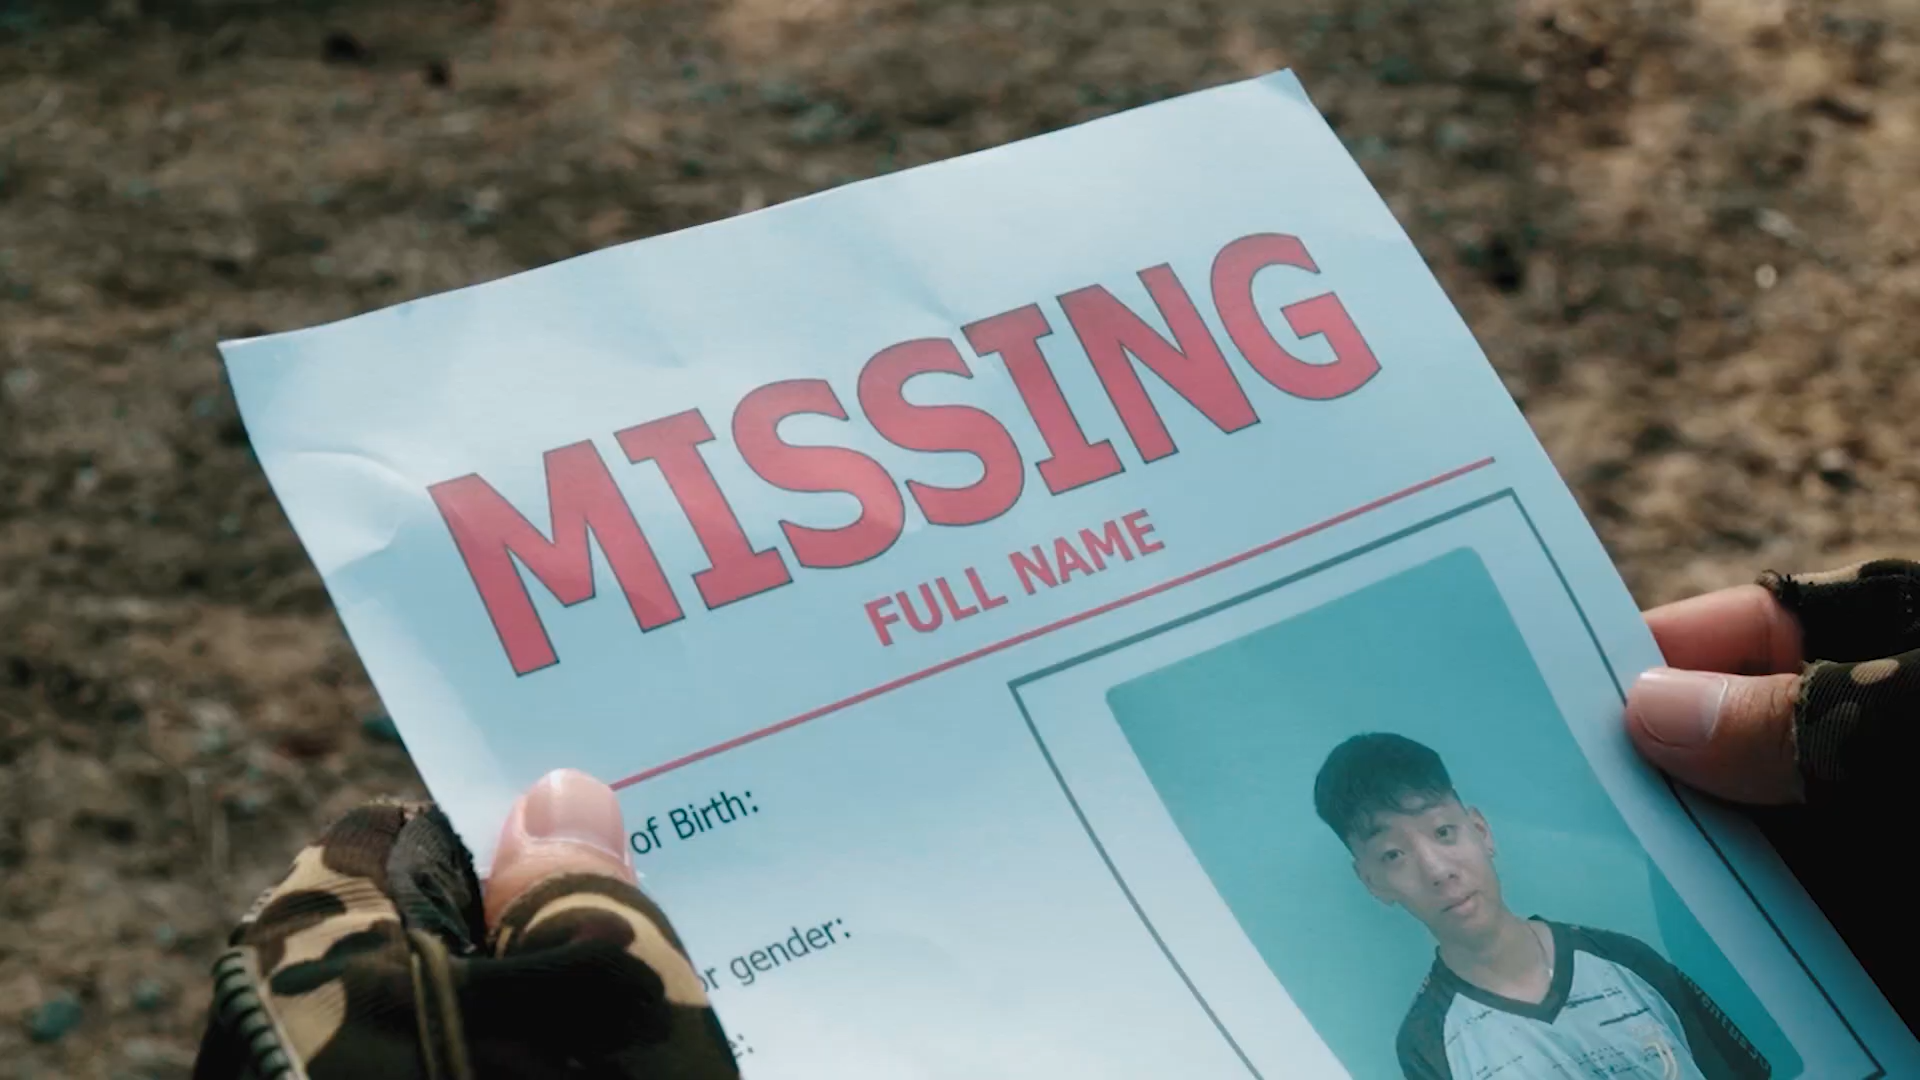 MISSING
FULL NAME
of Birth:
or gender:
e: